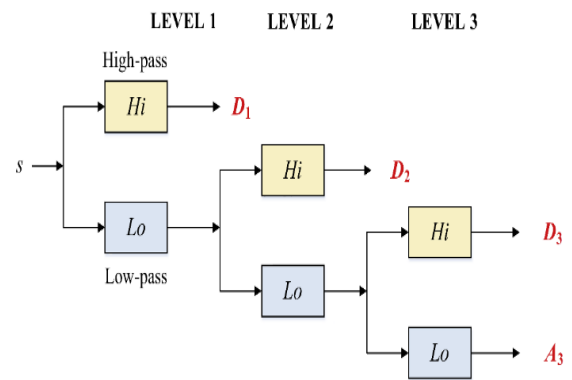 LEVEL 1 LEVEL 2 LEVEL 3
High-pass
Hi D₁
s
Hi D₂
Lo
Hi D₃
Low-pass
Lo
Lo A₃